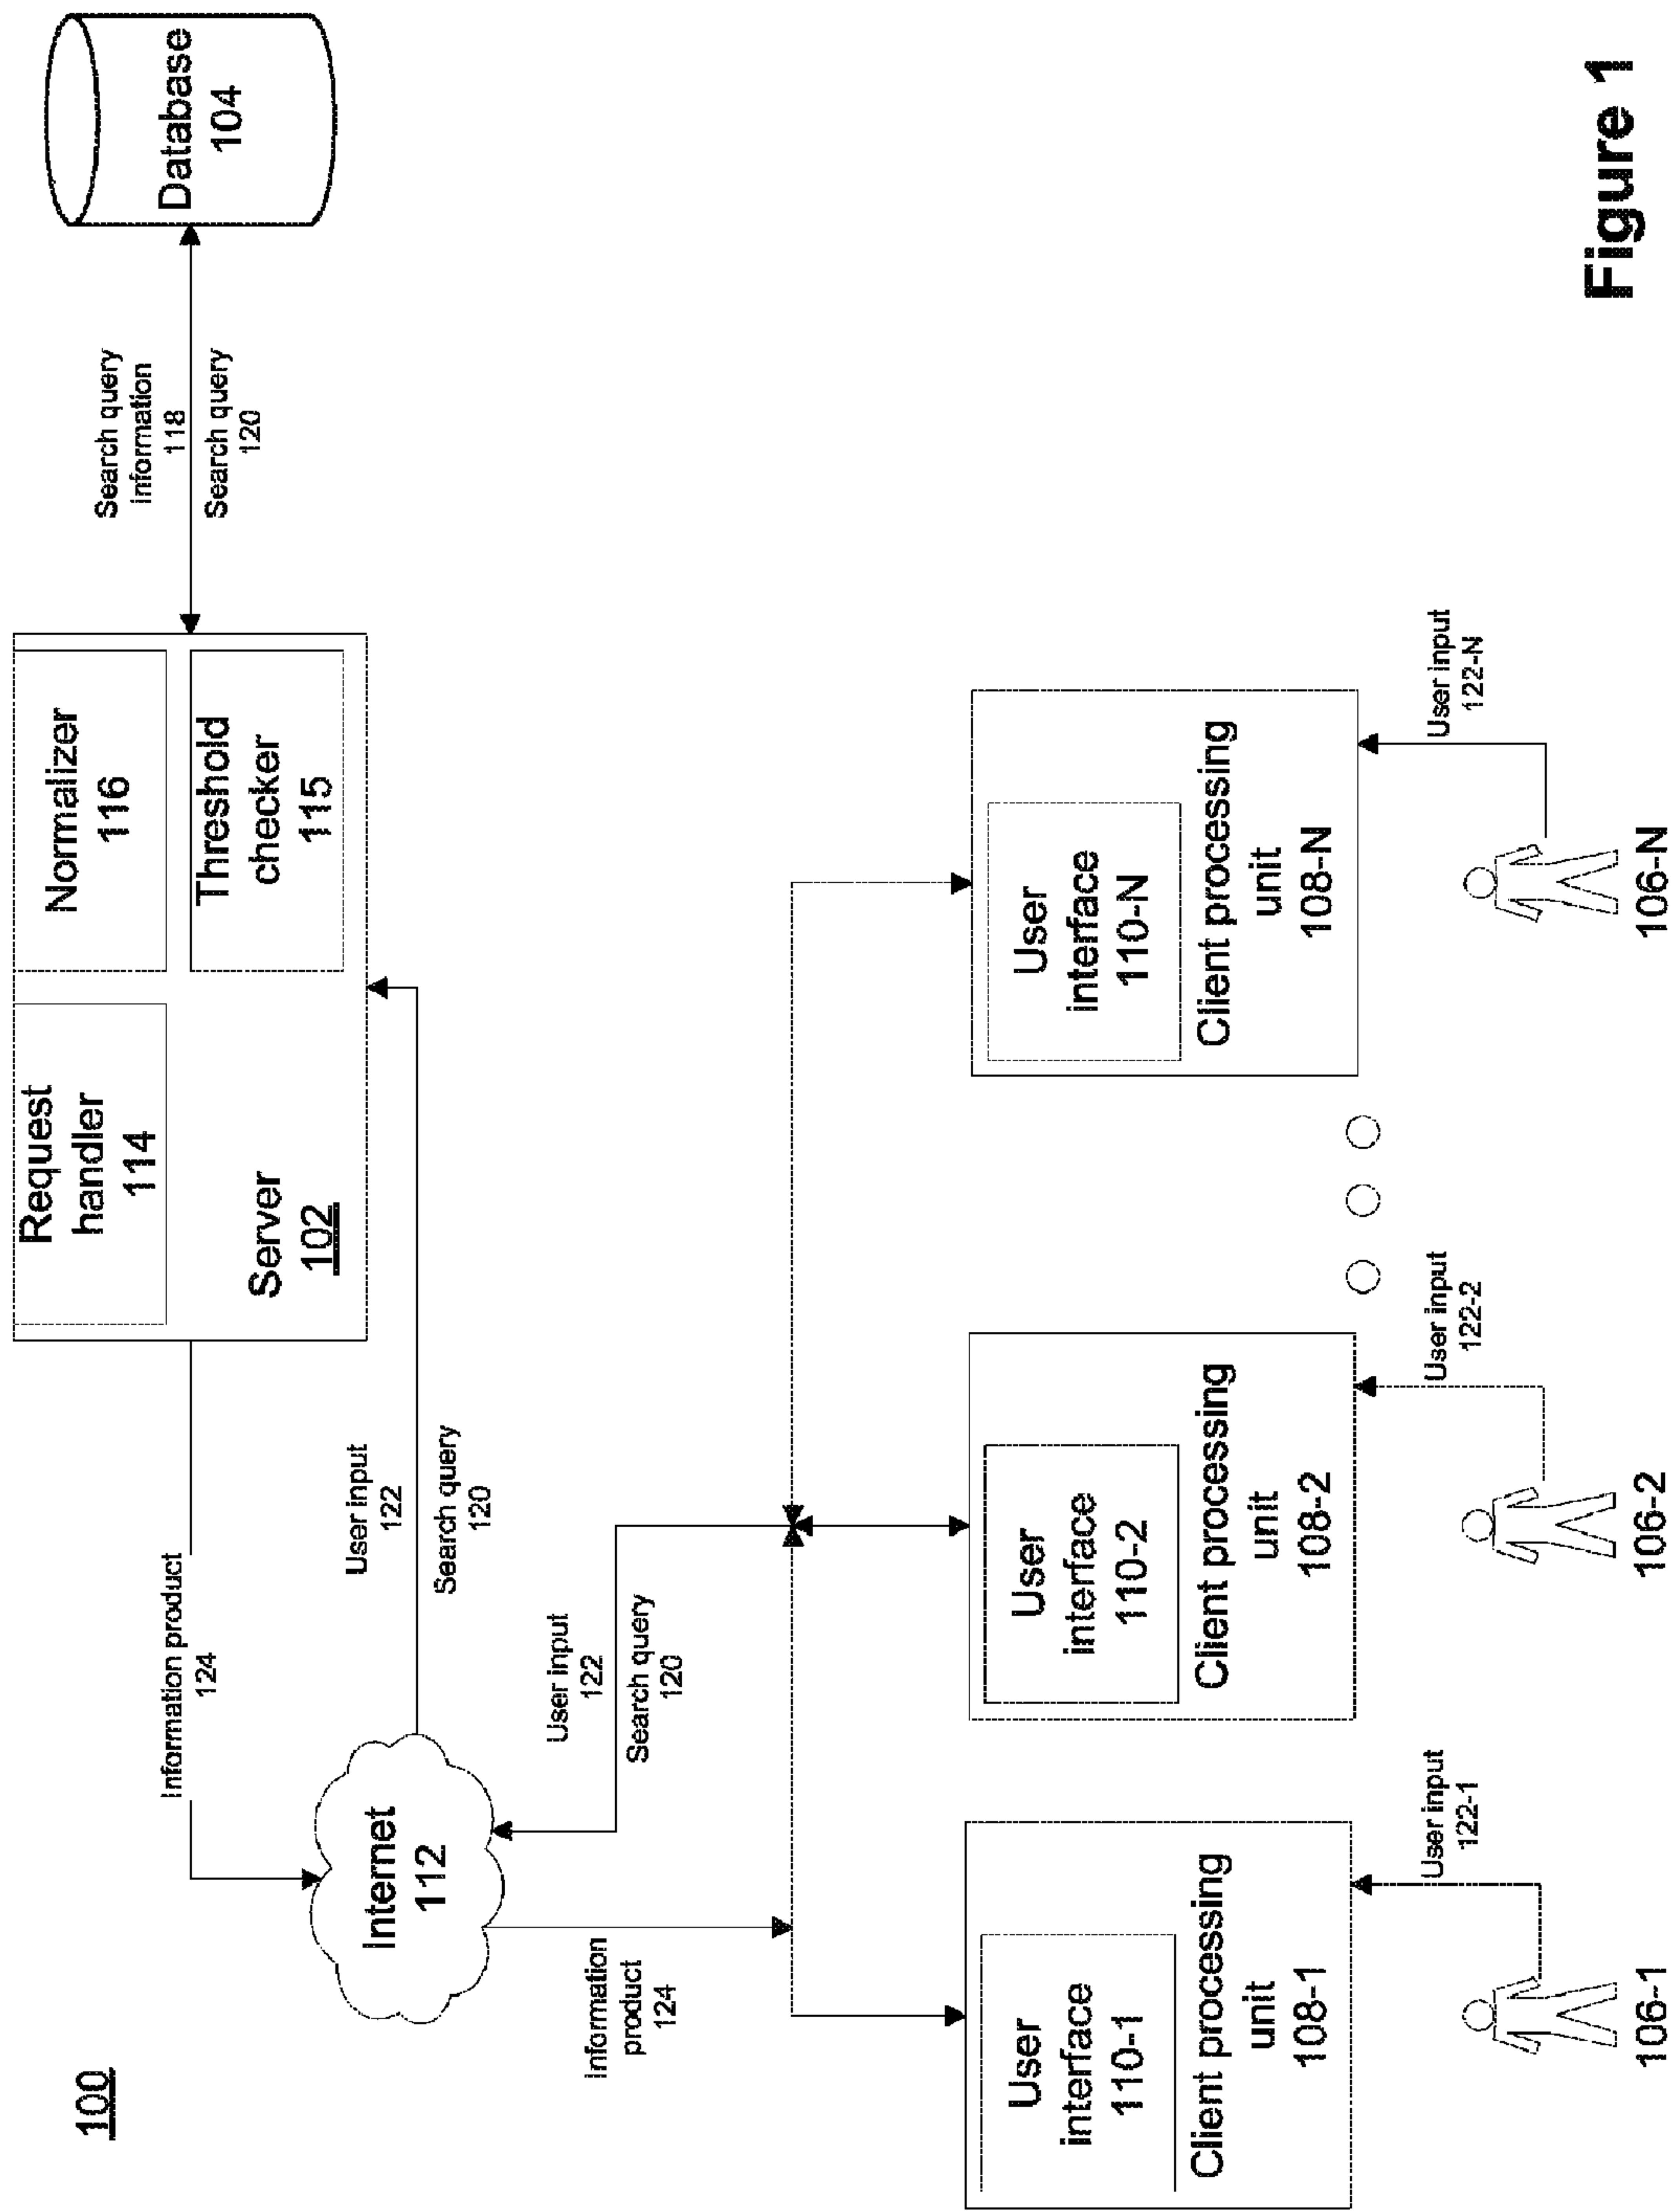 100
Information product
124
Request
handler
114
Normalizer
116
Server
102
Threshold
checker
115
Search query
information
118
Search query
120
Database
104
User input
122
Search query
120
Internet
112
User input
122
Search query
120
Information
product
124
User
interface
110-1
Client processing
unit
108-1
User
interface
110-2
Client processing
unit
108-2
User
interface
110-N
Client processing
unit
108-N
User input
122-1
User input
122-2
User input
122-N
106-1
106-2
106-N
Figure 1